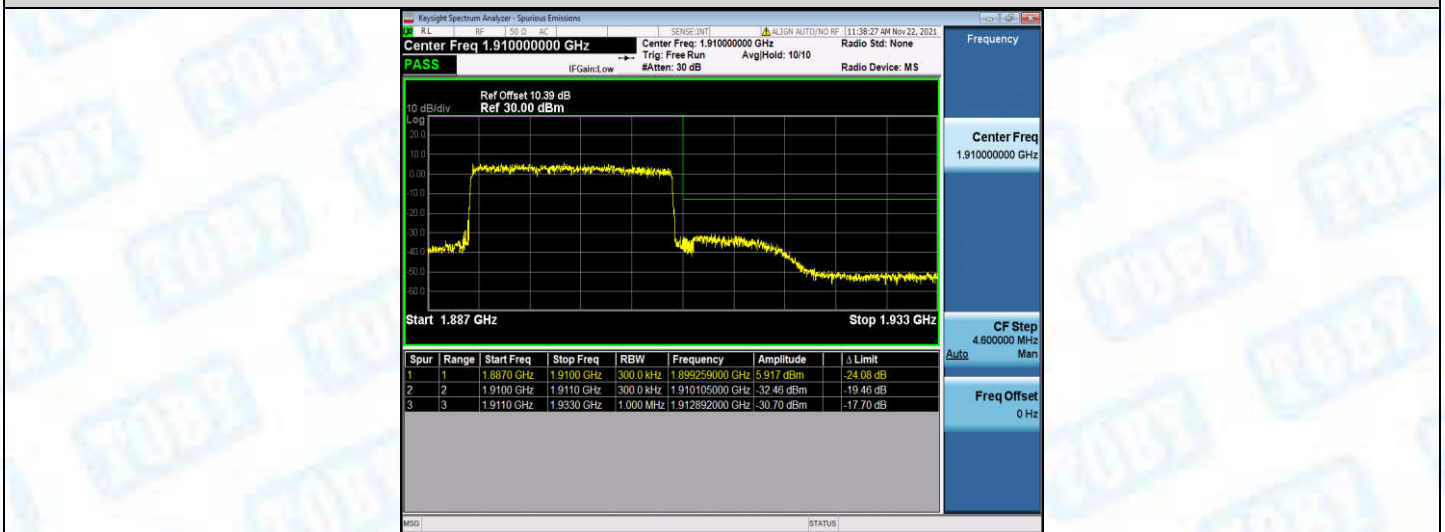 Keysight Spectrum Analyzer - Spurious Emissions
RL RF 50 Ω AC SENSE:INT ALIGN AUTO/NO RF 11:38:27 AM Nov 22, 2021
Center Freq 1.910000000 GHz
Center Freq: 1.910000000 GHz Radio Std: None
Trig: Free Run Avg|Hold: 10/10
PASS IFGain:Low #Atten: 30 dB Radio Device: MS
Frequency
Ref Offset 10.39 dB
10 dB/div Ref 30.00 dBm
Log
20.0
10.0
0.00
-10.0
-20.0
-30.0
-40.0
-50.0
-60.0
Start 1.887 GHz Stop 1.933 GHz
Center Freq
1.910000000 GHz
CF Step
4.600000 MHz
Auto Man
Freq Offset
0 Hz
Spur Range Start Freq Stop Freq RBW Frequency Amplitude Δ Limit
1 1 1.8870 GHz 1.9100 GHz 300.0 kHz 1.899259000 GHz 5.917 dBm -24.08 dB
2 2 1.9100 GHz 1.9110 GHz 300.0 kHz 1.910105000 GHz -32.46 dBm -19.46 dB
3 3 1.9110 GHz 1.9330 GHz 1.000 MHz 1.912892000 GHz -30.70 dBm -17.70 dB
MSG STATUS